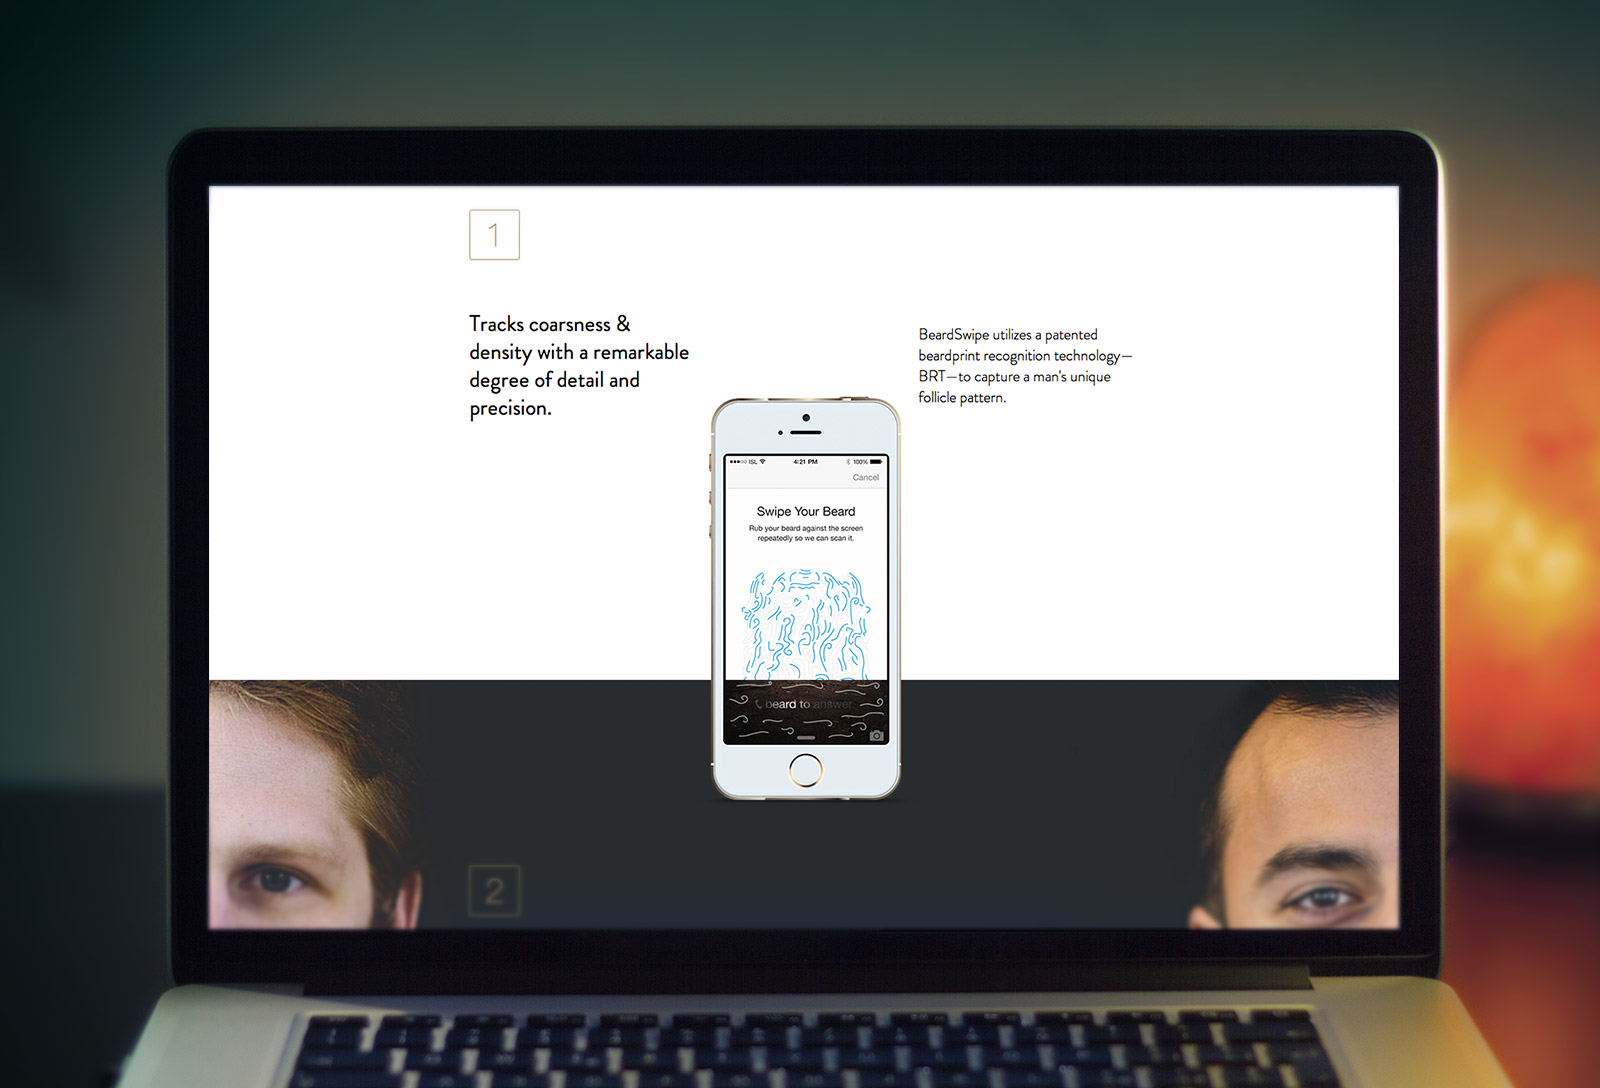 1
Tracks coarsness &
density with a remarkable
degree of detail and
precision.
BeardSwipe utilizes a patented
beardprint recognition technology—
BRT—to capture a man's unique
follicle pattern.
ISL 4:21 PM 100%
Cancel
Swipe Your Beard
Rub your beard against the screen
repeatedly so we can scan it.
beard to answer
2